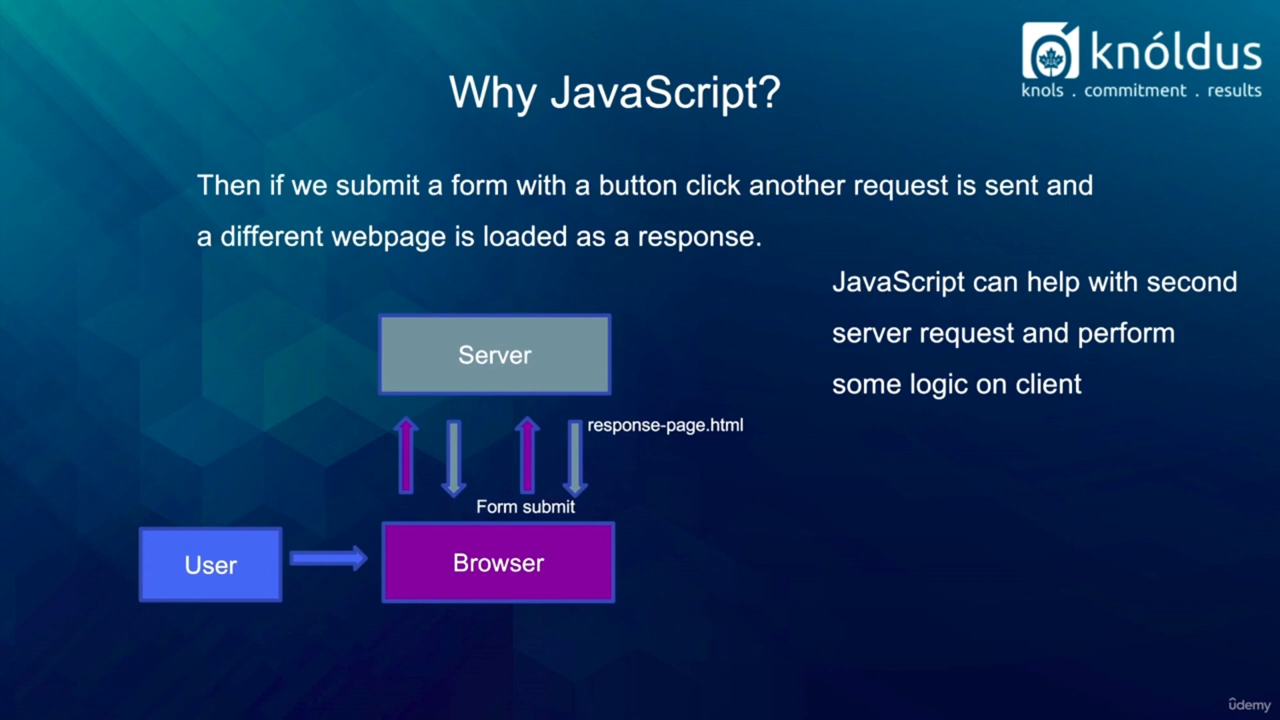 knóldus
knols . commitment . results
Why JavaScript?
Then if we submit a form with a button click another request is sent and
a different webpage is loaded as a response.
JavaScript can help with second
server request and perform
some logic on client
Server
response-page.html
Form submit
User
Browser
ûdemy